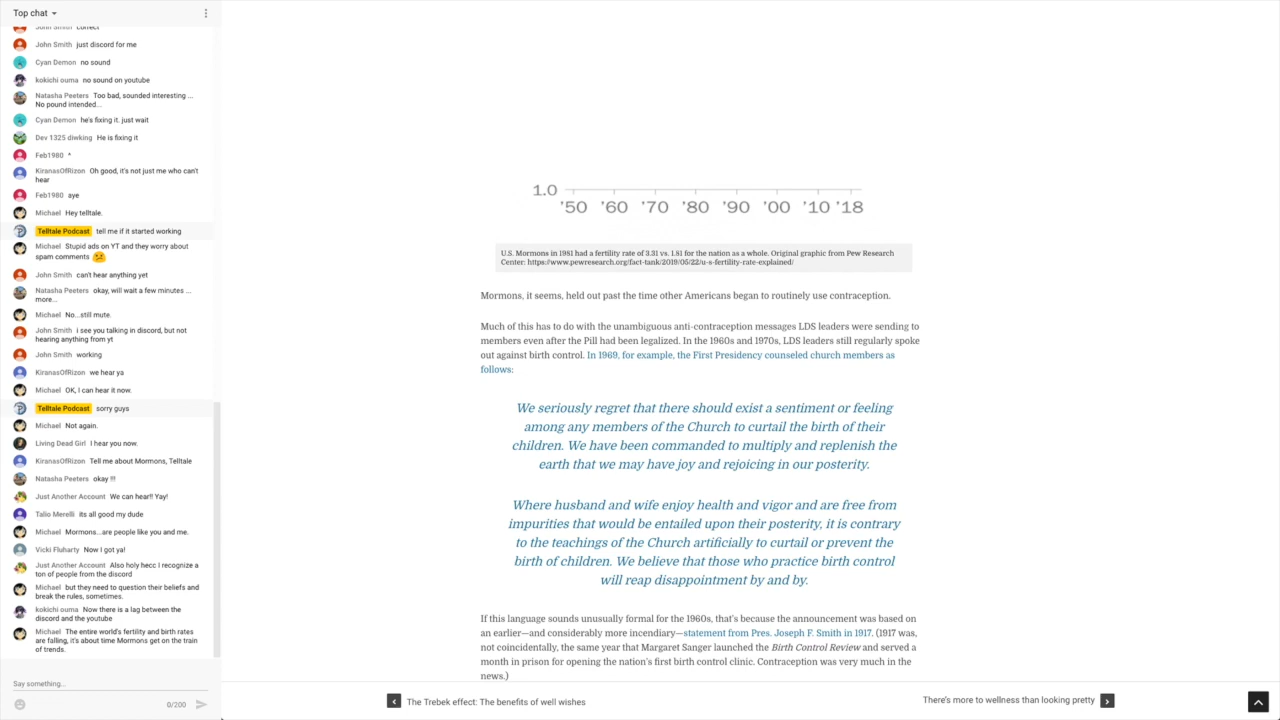 Top chat
John Smith correct
John Smith just discord for me
Cyan Demon no sound
kokichi ouma no sound on youtube
Natasha Peeters Too bad, sounded interesting ...
No pound intended...
Cyan Demon he's fixing it. just wait
Dev 1325 diwking He is fixing it
Feb1980 *
KiranasOfRizon Oh good, it's not just me who can't
hear
Feb1980 aye
Michael Hey telltale.
Telltale Podcast tell me if it started working
Michael Stupid ads on YT and they worry about
spam comments
John Smith can't hear anything yet
Natasha Peeters okay, will wait a few minutes ...
more...
Michael No...still mute.
John Smith i see you talking in discord, but not
hearing anything from yt
John Smith working
KiranasOfRizon we hear ya
Michael OK, I can hear it now.
Telltale Podcast sorry guys
Michael Not again.
Living Dead Girl I hear you now.
KiranasOfRizon Tell me about Mormons, Telltale
Natasha Peeters okay !!!
Just Another Account We can hear!! Yay!
Talio Merelli its all good my dude
Michael Mormons...are people like you and me.
Vicki Fluharty Now I got ya!
Just Another Account Also holy hecc I recognize a
ton of people from the discord
Michael but they need to question their beliefs and
break the rules, sometimes.
kokichi ouma Now there is a lag between the
discord and the youtube
Michael The entire world's fertility and birth rates
are falling, it's about time Mormons get on the train
of trends.
Say something...
0/200
1.0
'50 '60 '70 '80 '90 '00 '10 '18
U.S. Mormons in 1981 had a fertility rate of 3.31 vs. 1.81 for the nation as a whole. Original graphic from Pew Research
Center: https://www.pewresearch.org/fact-tank/2019/05/22/u-s-fertility-rate-explained/
Mormons, it seems, held out past the time other Americans began to routinely use contraception.
Much of this has to do with the unambiguous anti-contraception messages LDS leaders were sending to
members even after the Pill had been legalized. In the 1960s and 1970s, LDS leaders still regularly spoke
out against birth control. In 1969, for example, the First Presidency counseled church members as
follows:
We seriously regret that there should exist a sentiment or feeling
among any members of the Church to curtail the birth of their
children. We have been commanded to multiply and replenish the
earth that we may have joy and rejoicing in our posterity.
Where husband and wife enjoy health and vigor and are free from
impurities that would be entailed upon their posterity, it is contrary
to the teachings of the Church artificially to curtail or prevent the
birth of children. We believe that those who practice birth control
will reap disappointment by and by.
If this language sounds unusually formal for the 1960s, that's because the announcement was based on
an earlier—and considerably more incendiary—statement from Pres. Joseph F. Smith in 1917. (1917 was,
not coincidentally, the same year that Margaret Sanger launched the Birth Control Review and served a
month in prison for opening the nation's first birth control clinic. Contraception was very much in the
news.)
The Trebek effect: The benefits of well wishes
There's more to wellness than looking pretty